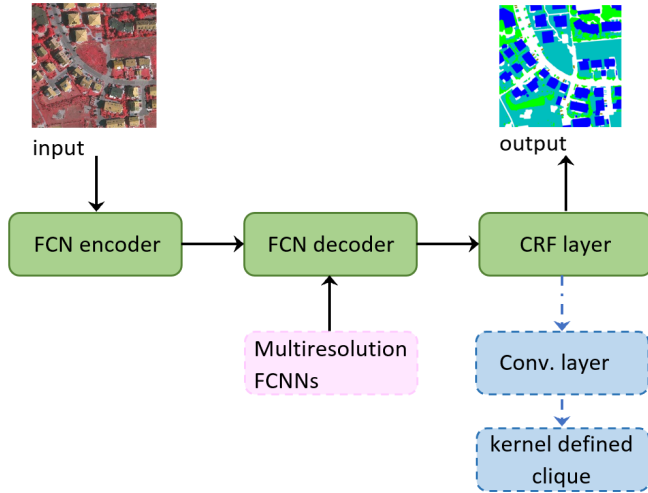 input
output
FCN encoder
FCN decoder
CRF layer
Multiresolution
FCNNs
Conv. layer
kernel defined
clique